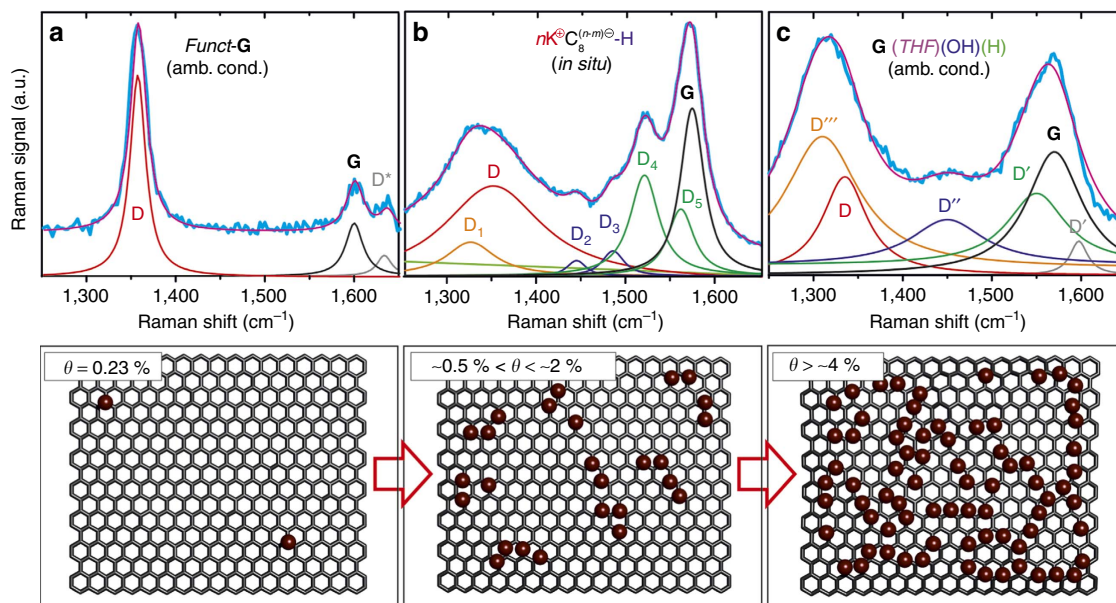 a
Funct-G
(amb. cond.)
D
G
D*
Raman signal (a.u.)
1,300 1,400 1,500 1,600
Raman shift (cm⁻¹)
b
nK⊕C₈⁽ⁿ⁻ᵐ⁾⊖-H
(in situ)
G
D
D₄
D₁
D₂
D₃
D₅
1,300 1,400 1,500 1,600
Raman shift (cm⁻¹)
c
G (THF)(OH)(H)
(amb. cond.)
D′′′
D
D′′
D′
G
D′
1,300 1,400 1,500 1,600
Raman shift (cm⁻¹)
θ = 0.23 %
~0.5 % < θ < ~2 %
θ > ~4 %